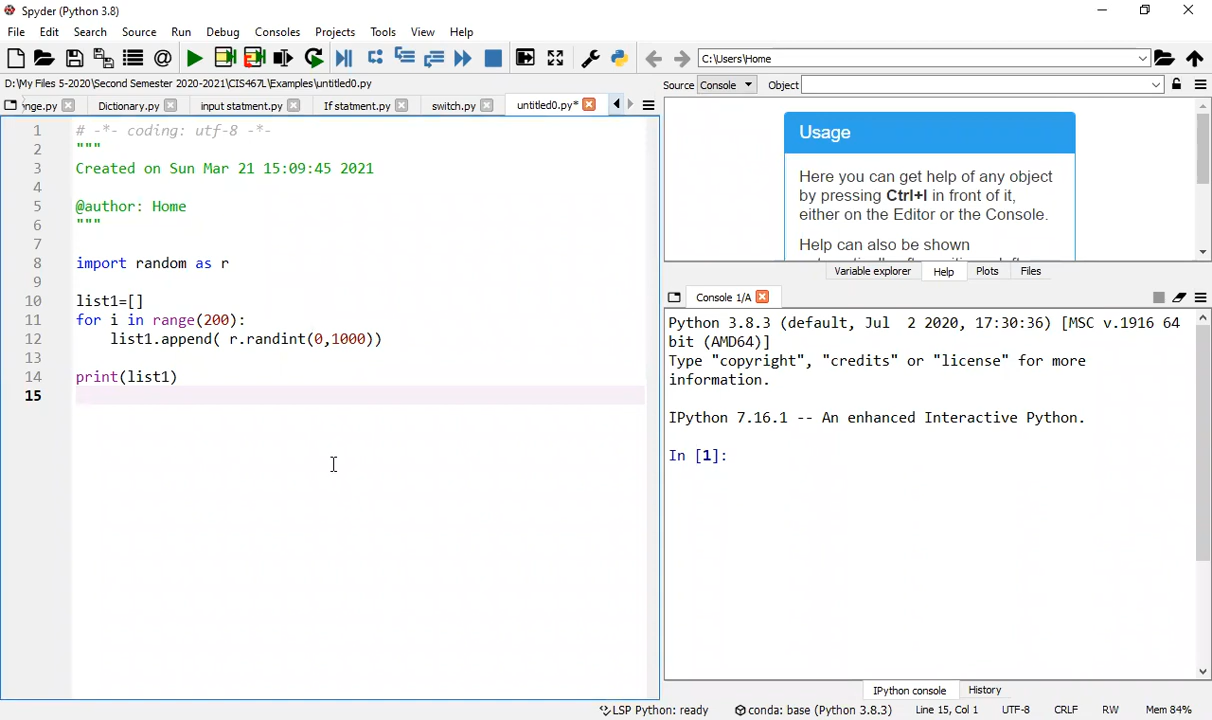 Spyder (Python 3.8)
File Edit Search Source Run Debug Consoles Projects Tools View Help
C:\Users\Home
D:\My Files 5-2020\Second Semester 2020-2021\CIS467L\Examples\untitled0.py
nge.py Dictionary.py input statment.py If statment.py switch.py untitled0.py*
1 # -*- coding: utf-8 -*-
2 """
3 Created on Sun Mar 21 15:09:45 2021
4
5 @author: Home
6 """
7
8 import random as r
9
10 list1=[]
11 for i in range(200):
12 list1.append( r.randint(0,1000))
13
14 print(list1)
15
Source Console Object
Usage
Here you can get help of any object
by pressing Ctrl+I in front of it,
either on the Editor or the Console.
Help can also be shown
Variable explorer Help Plots Files
Console 1/A
Python 3.8.3 (default, Jul 2 2020, 17:30:36) [MSC v.1916 64
bit (AMD64)]
Type "copyright", "credits" or "license" for more
information.
IPython 7.16.1 -- An enhanced Interactive Python.
In [1]:
IPython console History
LSP Python: ready conda: base (Python 3.8.3) Line 15, Col 1 UTF-8 CRLF RW Mem 84%